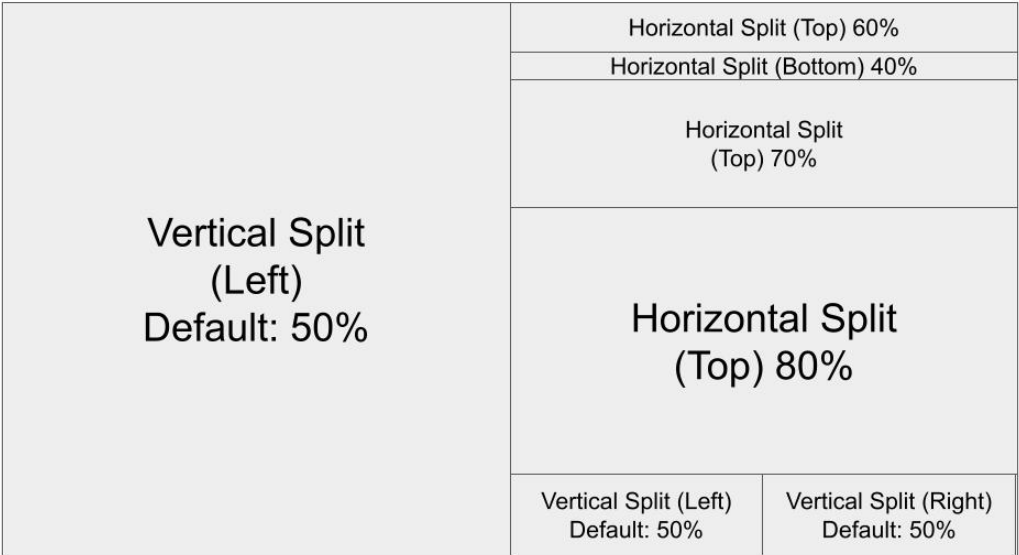 Vertical Split
(Left)
Default: 50%
Horizontal Split (Top) 60%
Horizontal Split (Bottom) 40%
Horizontal Split
(Top) 70%
Horizontal Split
(Top) 80%
Vertical Split (Left)
Default: 50%
Vertical Split (Right)
Default: 50%